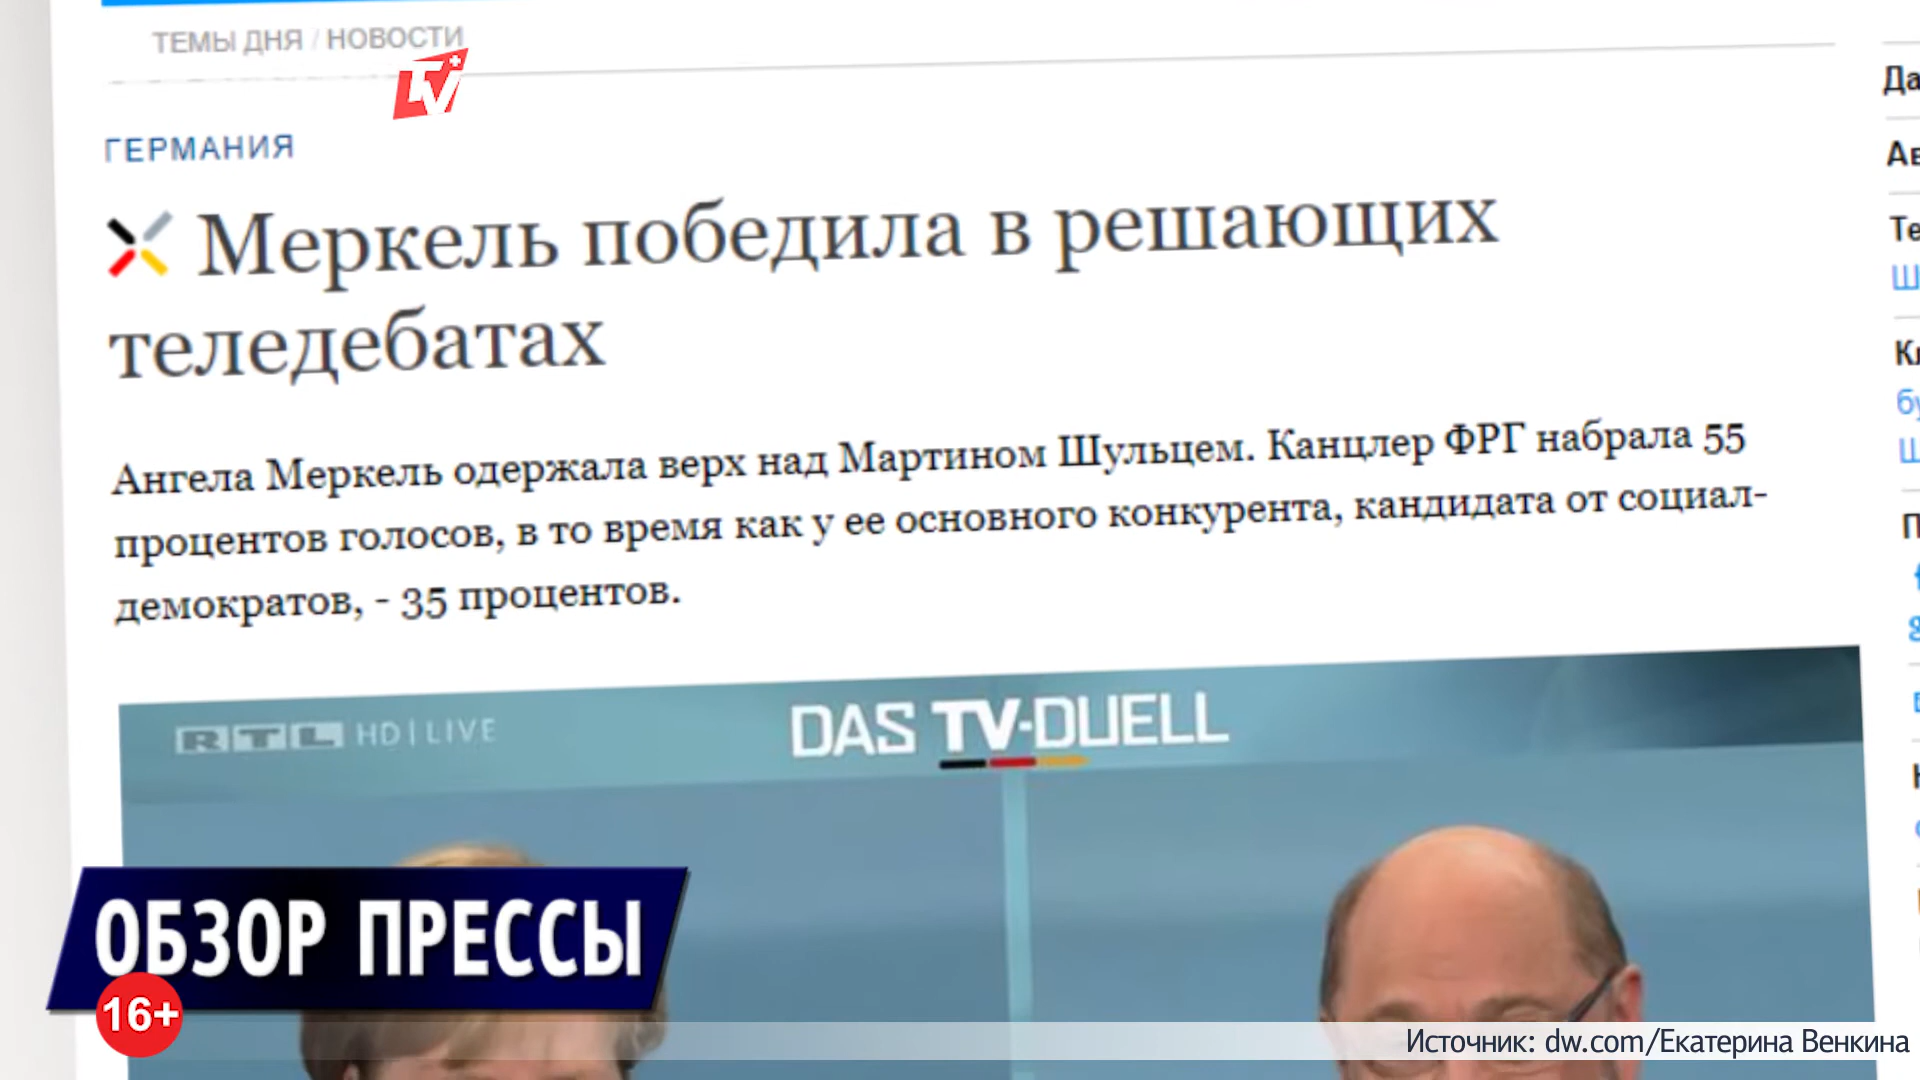 ТЕМЫ ДНЯ / НОВОСТИ
TV+
ГЕРМАНИЯ
Меркель победила в решающих
теледебатах
Ангела Меркель одержала верх над Мартином Шульцем. Канцлер ФРГ набрала 55
процентов голосов, в то время как у ее основного конкурента, кандидата от социал-
демократов, - 35 процентов.
RTL HD|LIVE
DAS TV-DUELL
ОБЗОР ПРЕССЫ
16+
Источник: dw.com/Екатерина Венкина